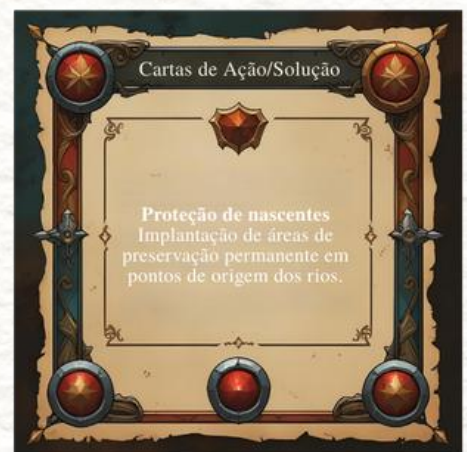 Cartas de Ação/Solução
Proteção de nascentes
Implantação de áreas de
preservação permanente em
pontos de origem dos rios.